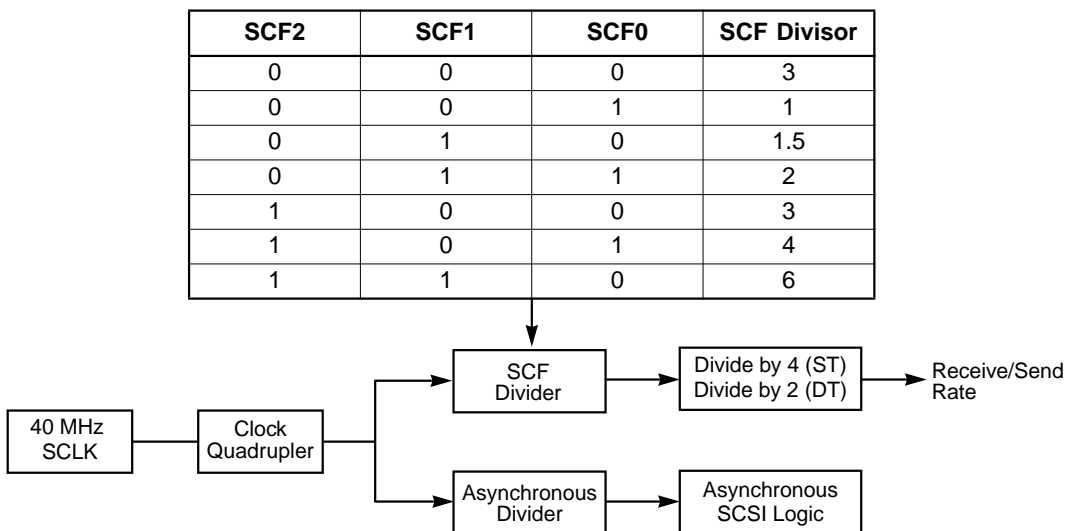 SCF2 SCF1 SCF0 SCF Divisor
0 0 0 3
0 0 1 1
0 1 0 1.5
0 1 1 2
1 0 0 3
1 0 1 4
1 1 0 6
SCF
Divider
Divide by 4 (ST)
Divide by 2 (DT)
Receive/Send
Rate
40 MHz
SCLK
Clock
Quadrupler
Asynchronous
Divider
Asynchronous
SCSI Logic